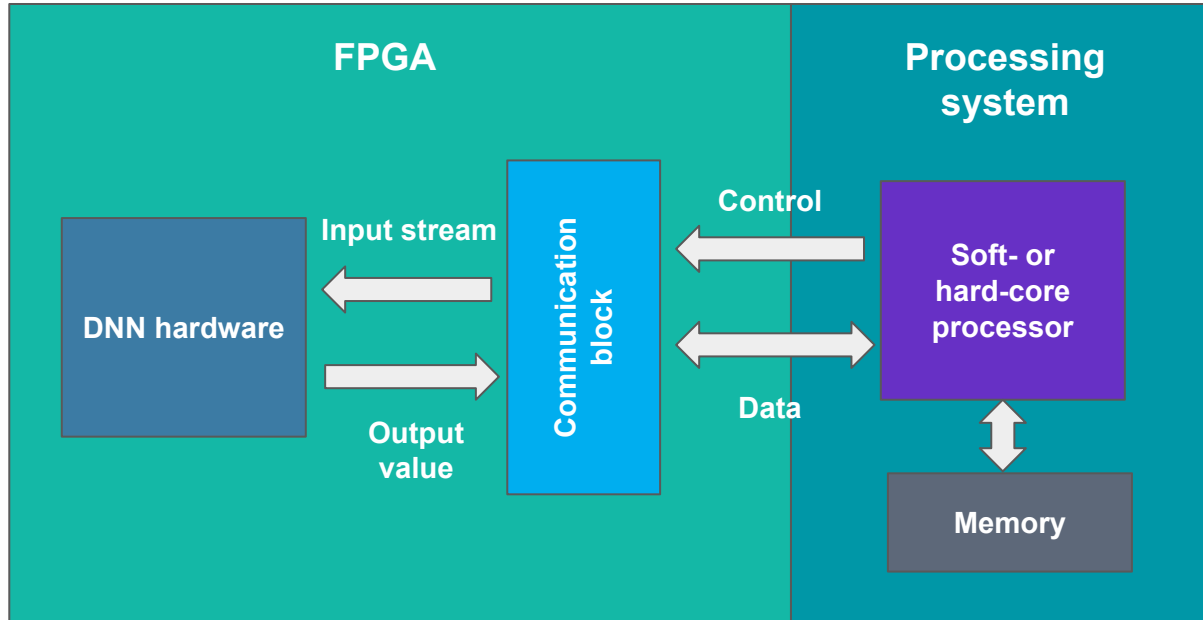 FPGA
Processing
system
DNN hardware
Input stream
Output
value
Communication
block
Control
Data
Soft- or
hard-core
processor
Memory